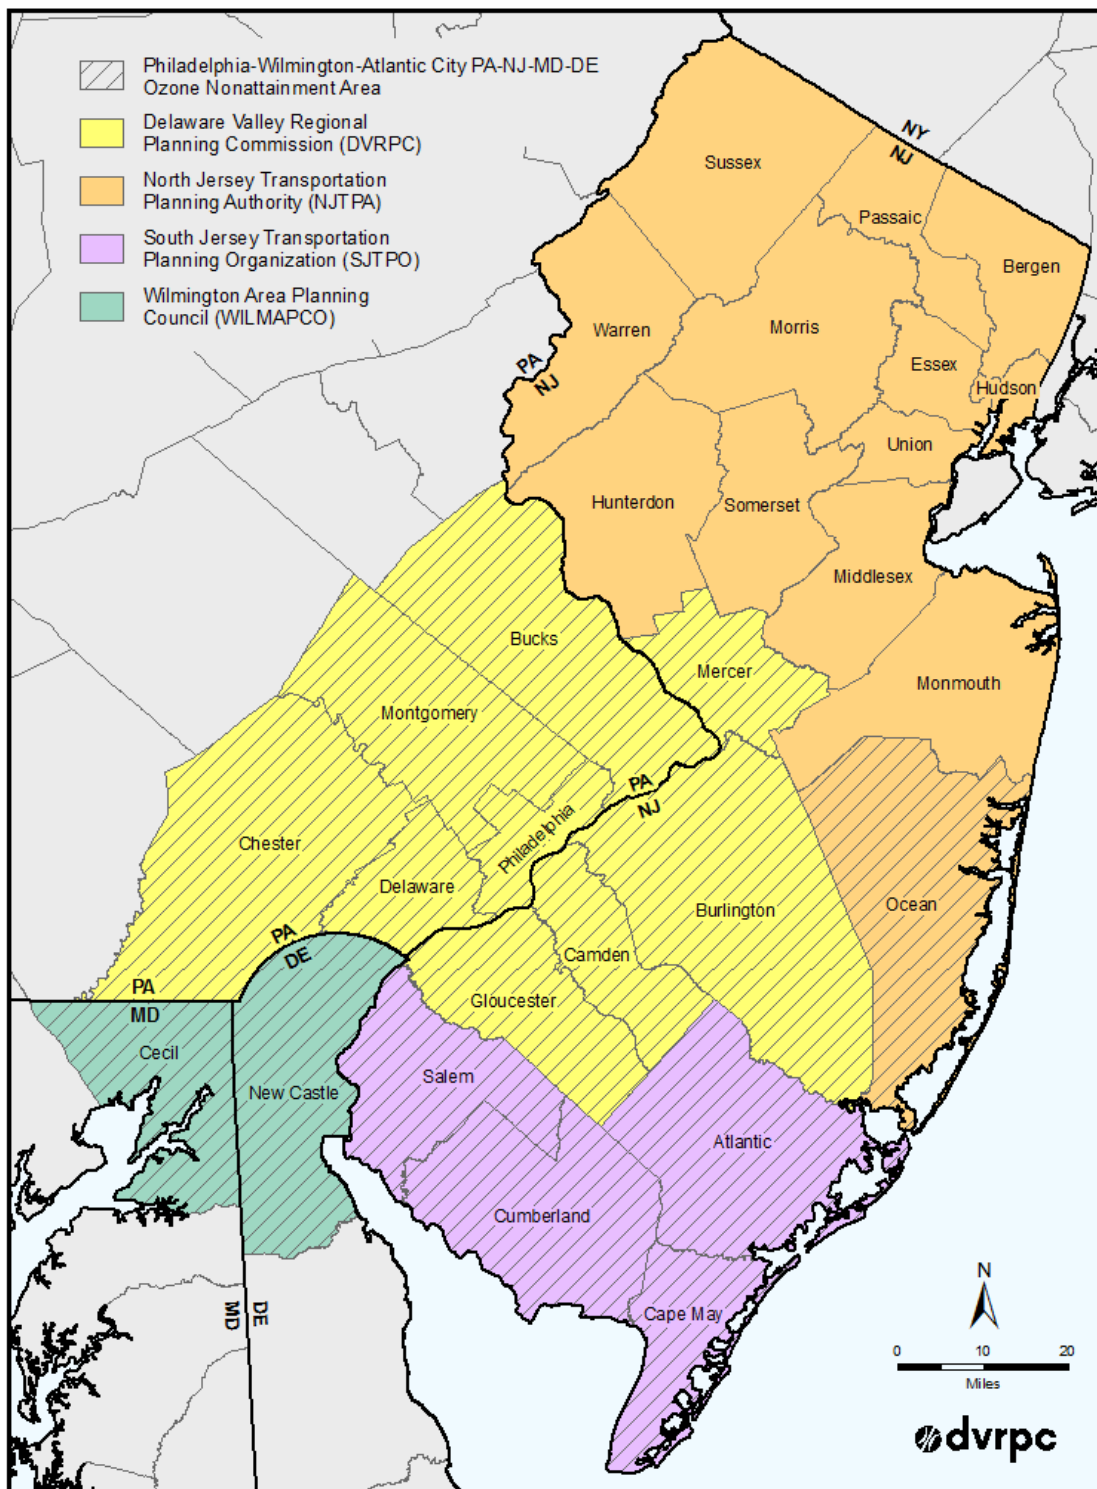 Philadelphia-Wilmington-Atlantic City PA-NJ-MD-DE
Ozone Nonattainment Area
Delaware Valley Regional
Planning Commission (DVRPC)
North Jersey Transportation
Planning Authority (NJTPA)
South Jersey Transportation
Planning Organization (SJTPO)
Wilmington Area Planning
Council (WILMAPCO)
NY
NJ
Sussex
Passaic
Bergen
Warren
Morris
PA
NJ
Essex
Hudson
Union
Hunterdon
Somerset
Middlesex
Bucks
Mercer
Monmouth
Montgomery
PA
NJ
Philadelphia
Chester
Delaware
Ocean
Burlington
PA
DE
Camden
PA
MD
Gloucester
Cecil
New Castle
Salem
Atlantic
Cumberland
MD
DE
Cape May
N
0 10 20
Miles
dvrpc